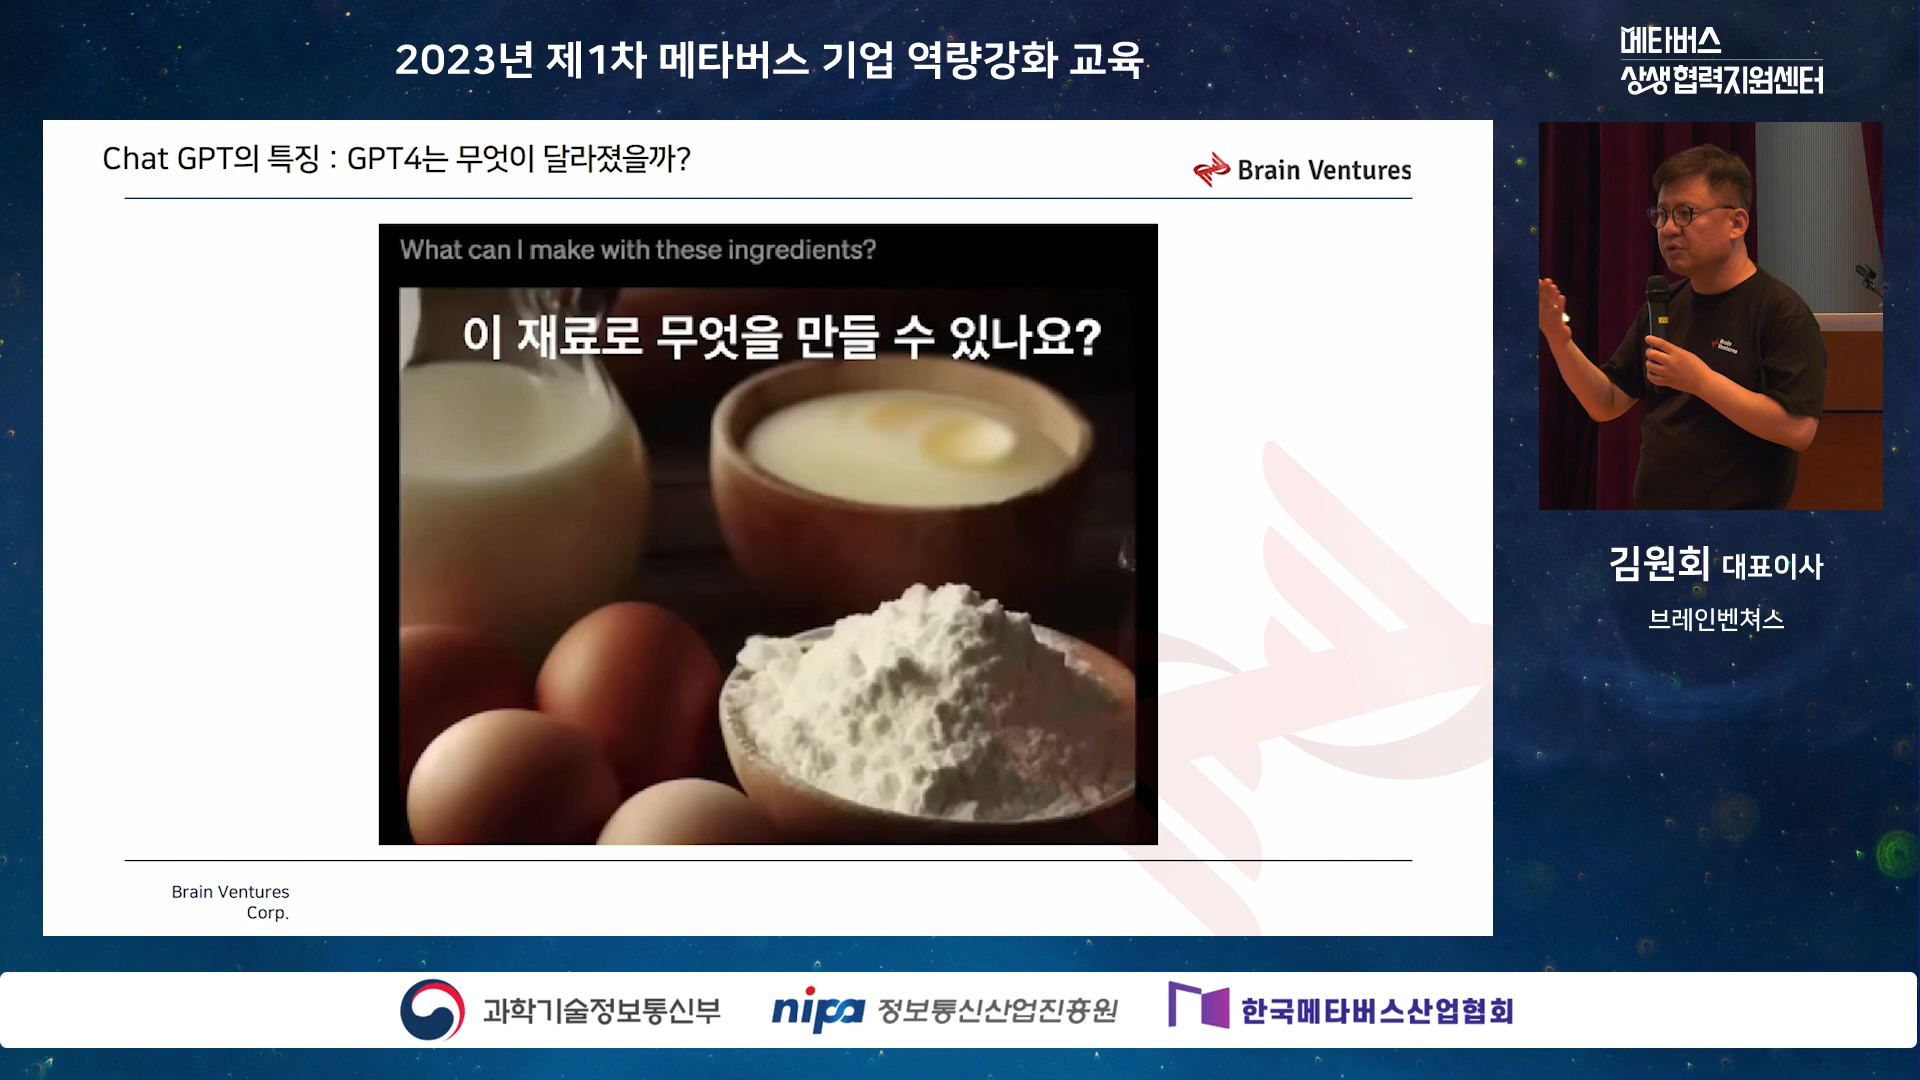 2023년 제1차 메타버스 기업 역량강화 교육
메타버스
상생협력지원센터
Chat GPT의 특징 : GPT4는 무엇이 달라졌을까?
Brain Ventures
What can I make with these ingredients?
이 재료로 무엇을 만들 수 있나요?
Brain
Ventures
김원회 대표이사
브레인벤쳐스
Brain Ventures
Corp.
과학기술정보통신부
nipa 정보통신산업진흥원
한국메타버스산업협회